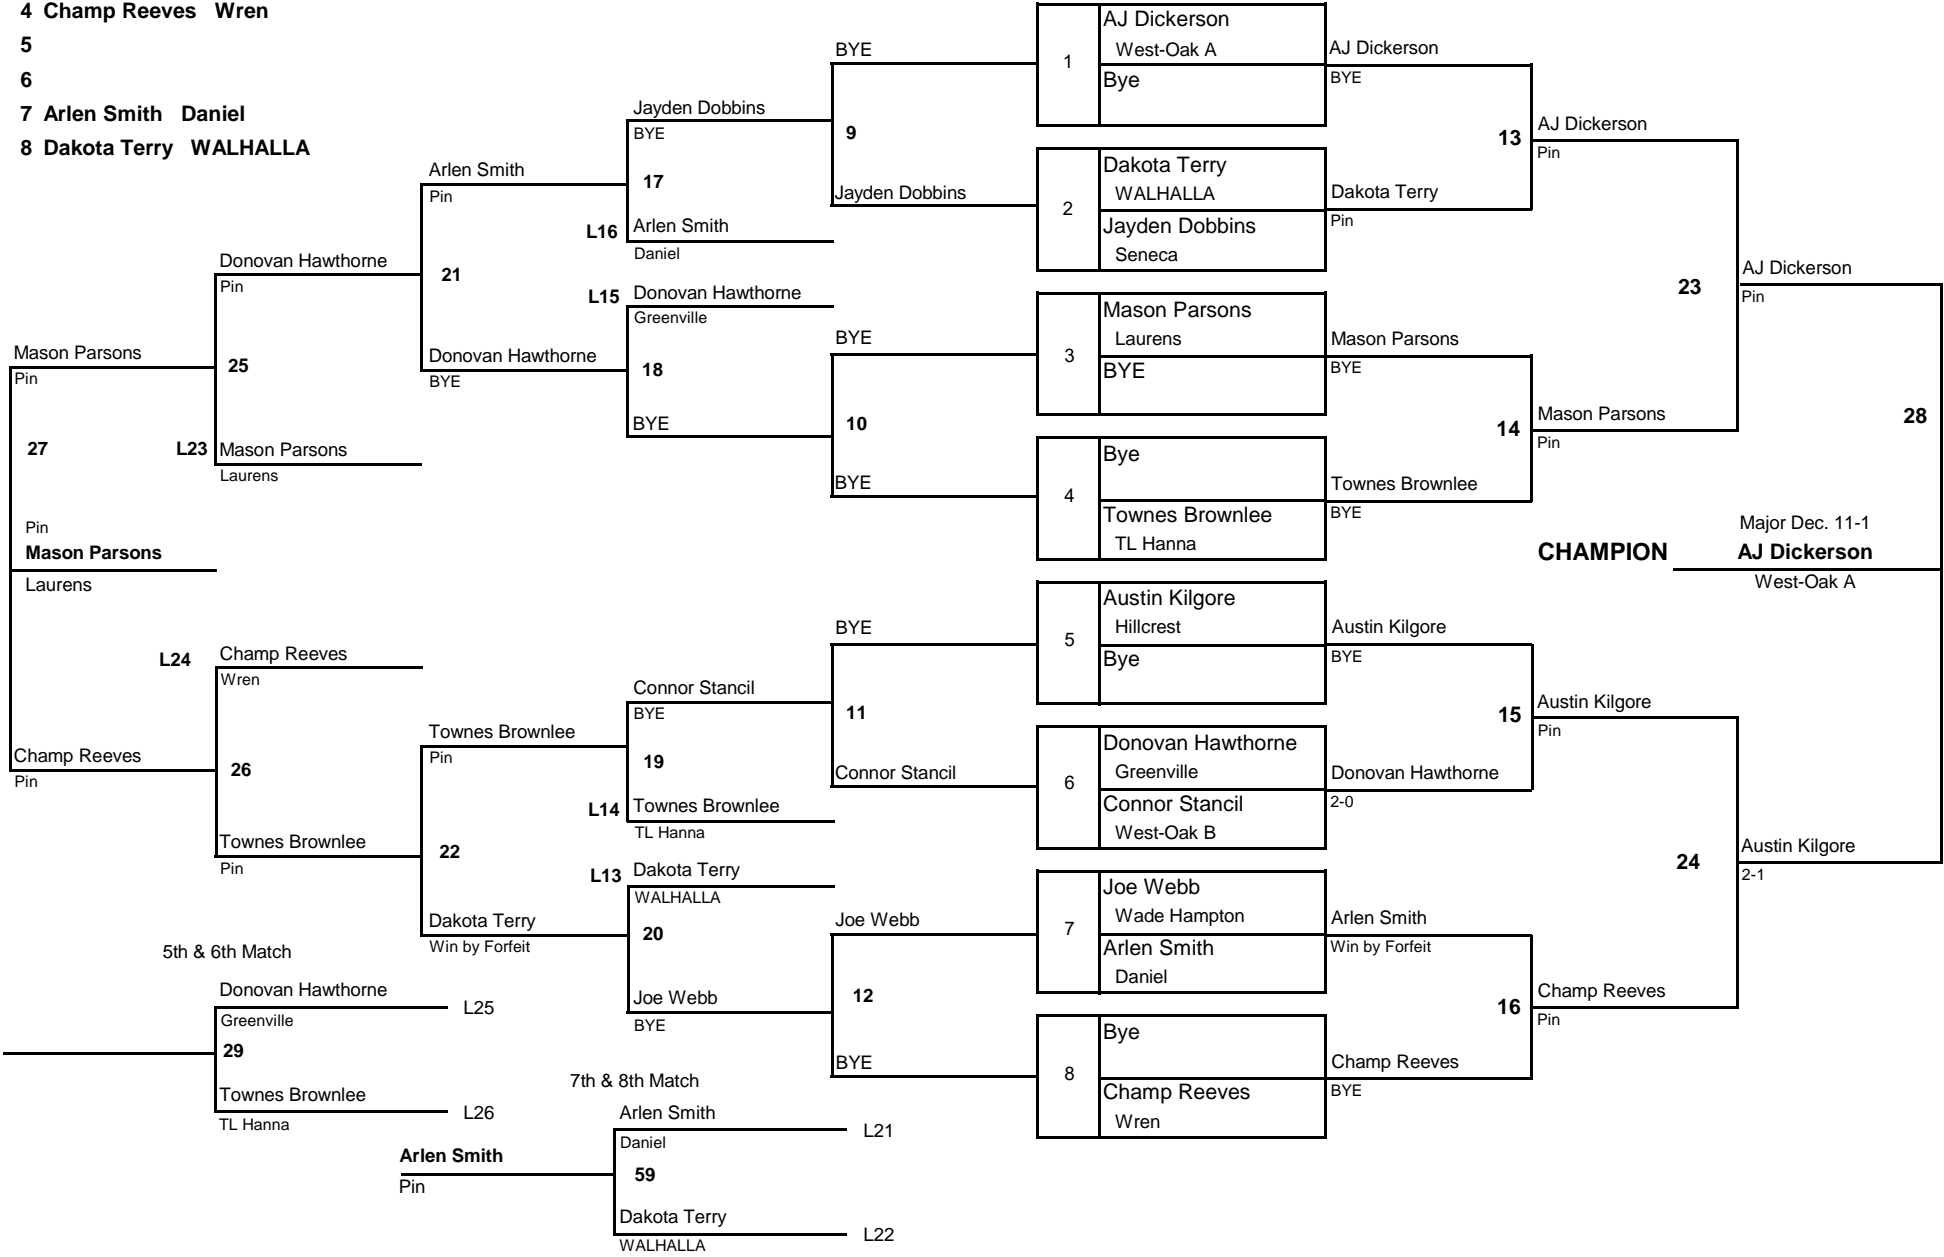 4 Champ Reeves Wren
5
6
7 Arlen Smith Daniel
8 Dakota Terry WALHALLA
Mason Parsons
Pin
27
Pin
Mason Parsons
Laurens
Champ Reeves
Pin
Donovan Hawthorne
Pin
25
L23 Mason Parsons
Laurens
L24 Champ Reeves
Wren
26
Townes Brownlee
Pin
5th & 6th Match
Donovan Hawthorne L25
Greenville
29
Townes Brownlee L26
TL Hanna
Arlen Smith
Pin
21
Donovan Hawthorne
BYE
Townes Brownlee
Pin
22
Dakota Terry
Win by Forfeit
7th & 8th Match
Arlen Smith L21
Daniel
Arlen Smith
Pin
59
Dakota Terry L22
WALHALLA
Jayden Dobbins
BYE
17
L16 Arlen Smith
Daniel
L15 Donovan Hawthorne
Greenville
18
BYE
Connor Stancil
BYE
19
L14 Townes Brownlee
TL Hanna
L13 Dakota Terry
WALHALLA
20
Joe Webb
BYE
BYE
9
Jayden Dobbins
BYE
10
BYE
BYE
11
Connor Stancil
Joe Webb
12
BYE
1
AJ Dickerson
West-Oak A
Bye
2
Dakota Terry
WALHALLA
Jayden Dobbins
Seneca
3
Mason Parsons
Laurens
BYE
4
Bye
Townes Brownlee
TL Hanna
5
Austin Kilgore
Hillcrest
Bye
6
Donovan Hawthorne
Greenville
Connor Stancil
West-Oak B
7
Joe Webb
Wade Hampton
Arlen Smith
Daniel
8
Bye
Champ Reeves
Wren
AJ Dickerson
BYE
13
Dakota Terry
Pin
Mason Parsons
BYE
14
Townes Brownlee
BYE
Austin Kilgore
BYE
15
Donovan Hawthorne
2-0
Arlen Smith
Win by Forfeit
16
Champ Reeves
BYE
AJ Dickerson
Pin
23
Mason Parsons
Pin
Austin Kilgore
Pin
24
Champ Reeves
Pin
AJ Dickerson
Pin
28
Major Dec. 11-1
CHAMPION AJ Dickerson
West-Oak A
Austin Kilgore
2-1